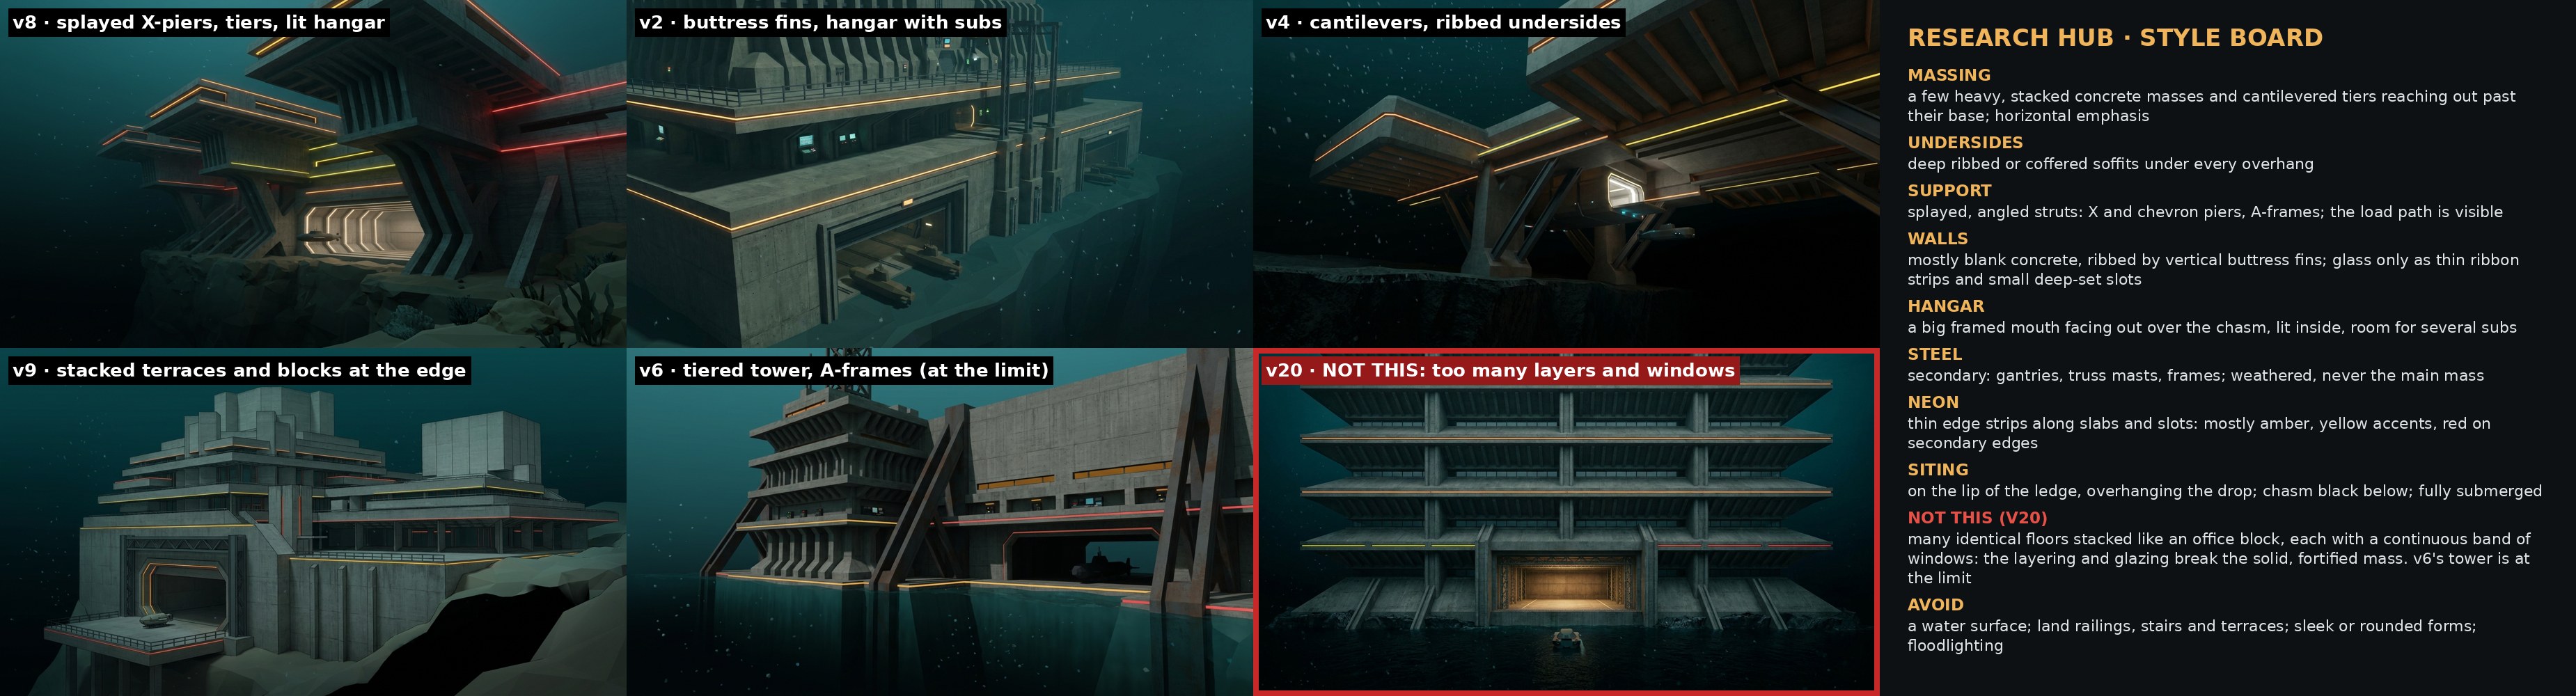 v8 · splayed X-piers, tiers, lit hangar
v2 · buttress fins, hangar with subs
v4 · cantilevers, ribbed undersides
v9 · stacked terraces and blocks at the edge
v6 · tiered tower, A-frames (at the limit)
v20 · NOT THIS: too many layers and windows
RESEARCH HUB · STYLE BOARD
MASSING
a few heavy, stacked concrete masses and cantilevered tiers reaching out past
their base; horizontal emphasis
UNDERSIDES
deep ribbed or coffered soffits under every overhang
SUPPORT
splayed, angled struts: X and chevron piers, A-frames; the load path is visible
WALLS
mostly blank concrete, ribbed by vertical buttress fins; glass only as thin ribbon
strips and small deep-set slots
HANGAR
a big framed mouth facing out over the chasm, lit inside, room for several subs
STEEL
secondary: gantries, truss masts, frames; weathered, never the main mass
NEON
thin edge strips along slabs and slots: mostly amber, yellow accents, red on
secondary edges
SITING
on the lip of the ledge, overhanging the drop; chasm black below; fully submerged
NOT THIS (V20)
many identical floors stacked like an office block, each with a continuous band of
windows: the layering and glazing break the solid, fortified mass. v6's tower is at
the limit
AVOID
a water surface; land railings, stairs and terraces; sleek or rounded forms;
floodlighting